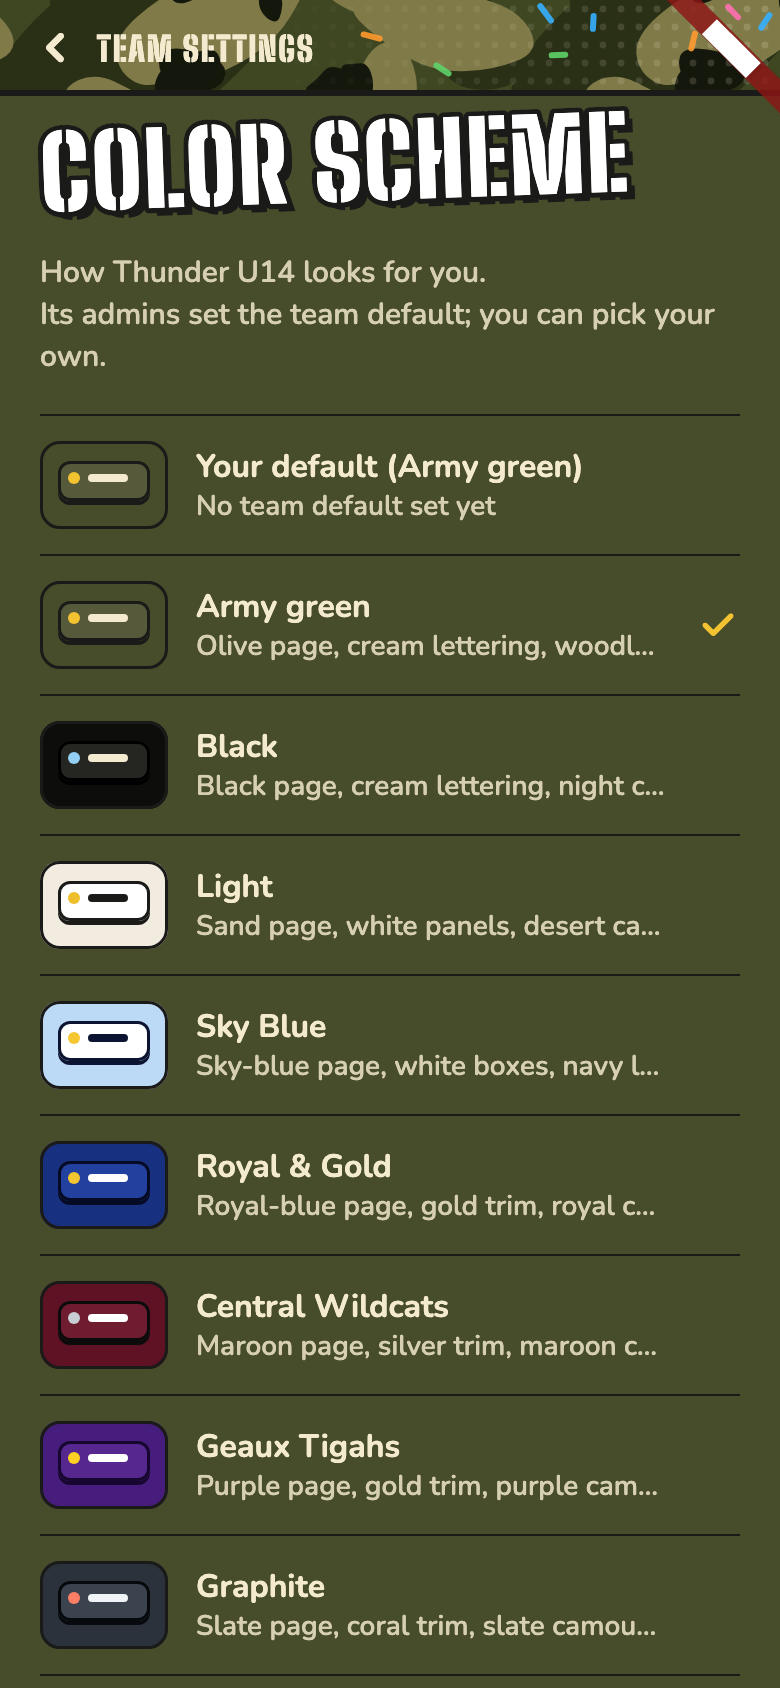 TEAM SETTINGS
COLOR SCHEME
How Thunder U14 looks for you.
Its admins set the team default; you can pick your
own.
Your default (Army green)
No team default set yet
Army green
Olive page, cream lettering, woodl...
Black
Black page, cream lettering, night c...
Light
Sand page, white panels, desert ca...
Sky Blue
Sky-blue page, white boxes, navy l...
Royal & Gold
Royal-blue page, gold trim, royal c...
Central Wildcats
Maroon page, silver trim, maroon c...
Geaux Tigahs
Purple page, gold trim, purple cam...
Graphite
Slate page, coral trim, slate camou...